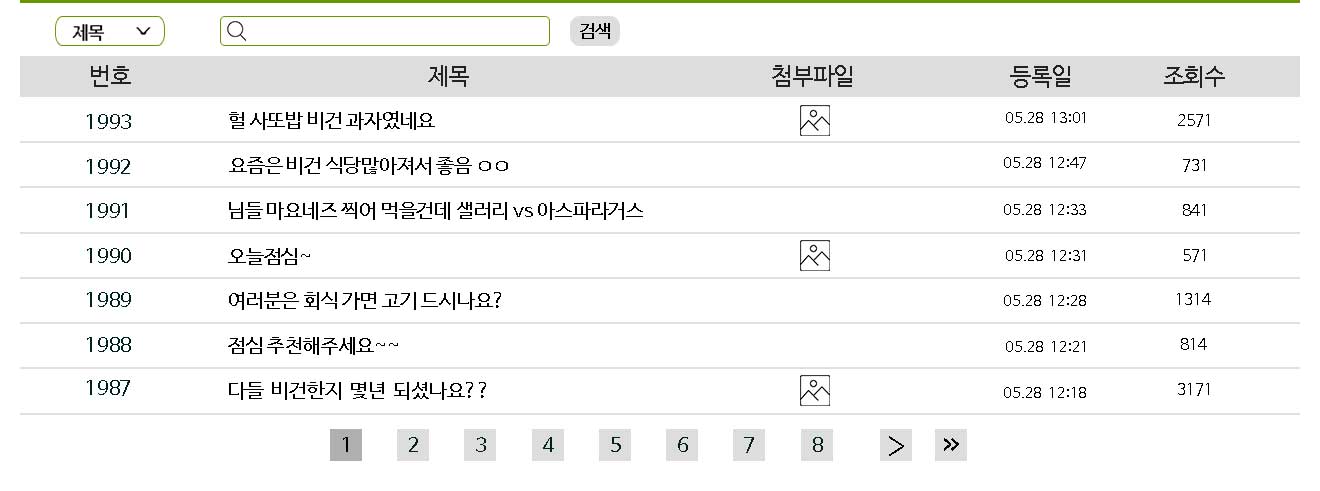 제목 검색
번호 제목 첨부파일 등록일 조회수
1993 헐 사또밥 비건 과자였네요 05.28 13:01 2571
1992 요즘은 비건 식당많아져서 좋음 ㅇㅇ 05.28 12:47 731
1991 님들 마요네즈 찍어 먹을건데 샐러리 vs 아스파라거스 05.28 12:33 841
1990 오늘점심~ 05.28 12:31 571
1989 여러분은 회식 가면 고기 드시나요? 05.28 12:28 1314
1988 점심 추천해주세요~~ 05.28 12:21 814
1987 다들 비건한지 몇년 되셨나요?? 05.28 12:18 3171
1 2 3 4 5 6 7 8 > »